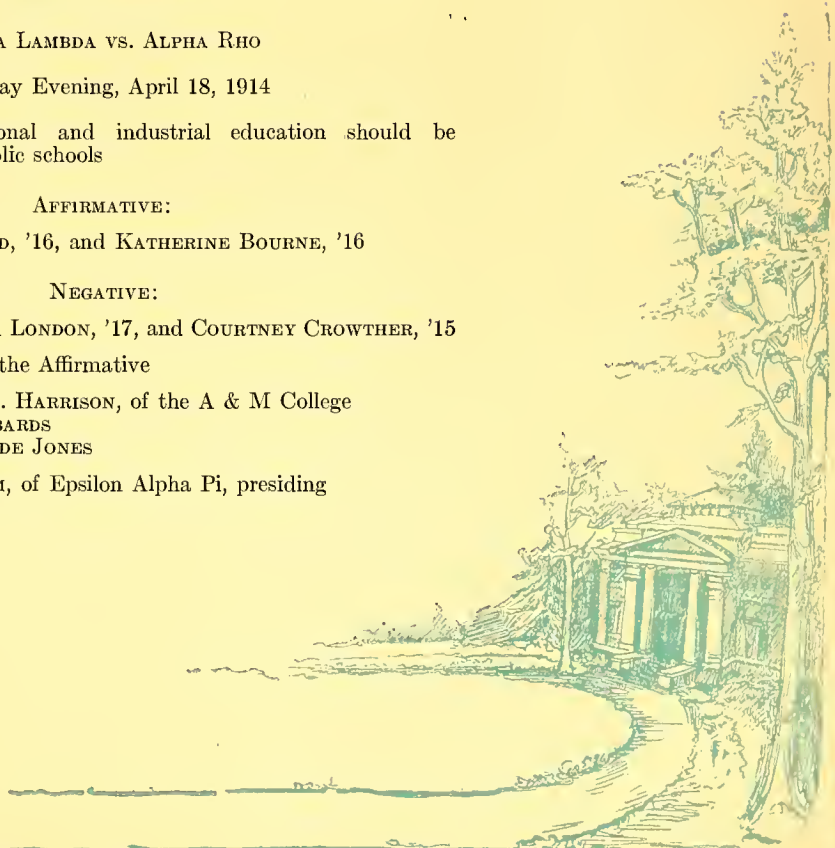 A LAMBDA VS. ALPHA RHO
ay Evening, April 18, 1914
onal and industrial education should be
blic schools
AFFIRMATIVE:
D, '16, and KATHERINE BOURNE, '16
NEGATIVE:
LONDON, '17, and COURTNEY CROWTHER, '15
the Affirmative
. HARRISON, of the A & M College
BARDS
DE JONES
M, of Epsilon Alpha Pi, presiding